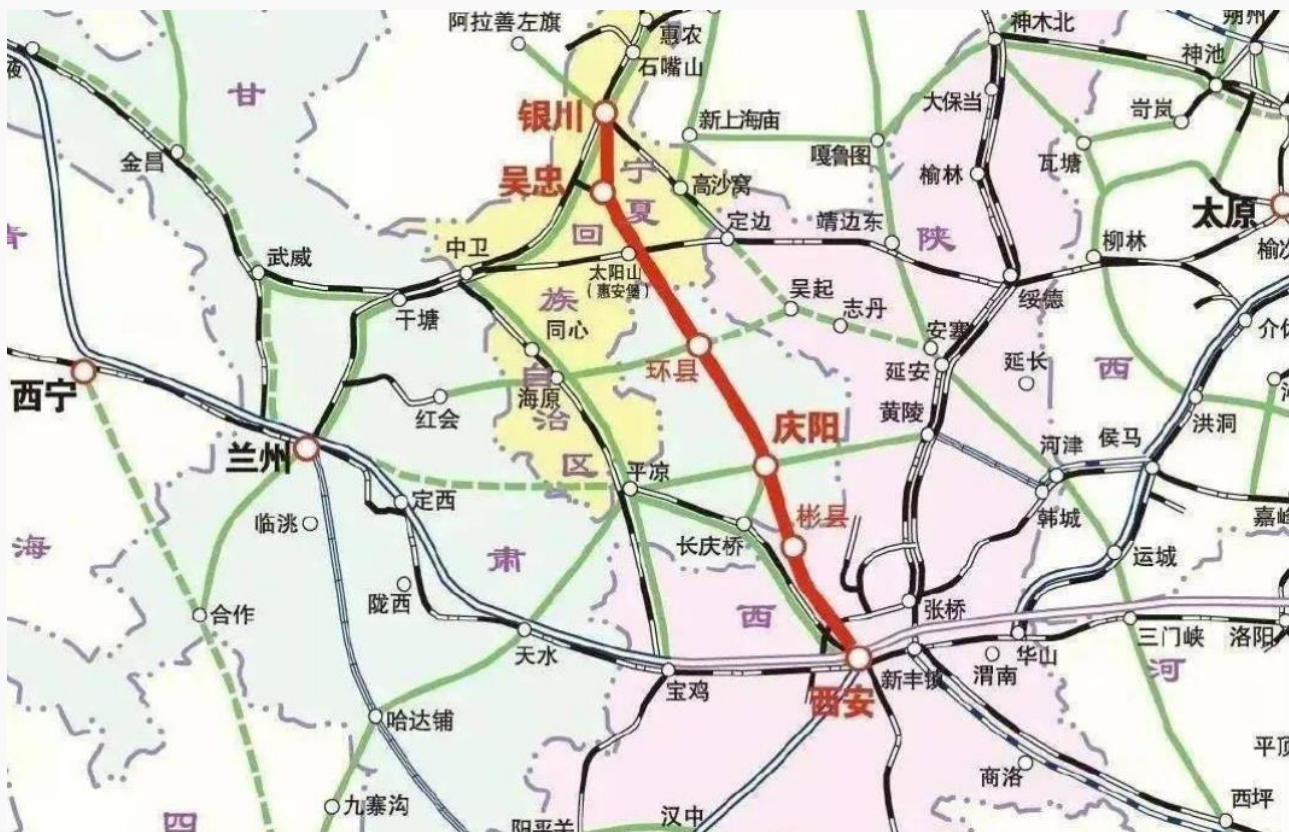 阿拉善左旗
惠农
石嘴山
神木北
朔州
神池
甘
银川
新上海庙
大保当
岢岚
金昌
宁
嘎鲁图
瓦塘
吴忠
高沙窝
榆林
夏
太原
青
武威
中卫
回
定边
靖边东
陕
柳林
榆次
太阳山
(惠安堡)
干塘
族
吴起
绥德
同心
志丹
安塞
介休
西宁
环县
延安
延长
西
自
海原
红会
治
黄陵
洪洞
兰州
庆阳
河津
侯马
区
平凉
定西
韩城
临洮
彬县
嘉峰
海
长庆桥
肃
运城
陇西
合作
西
张桥
天水
三门峡
洛阳
华山
宝鸡
新丰镇
渭南
河
西安
哈达铺
平顶
商洛
九寨沟
汉中
西坪
四
阳平关